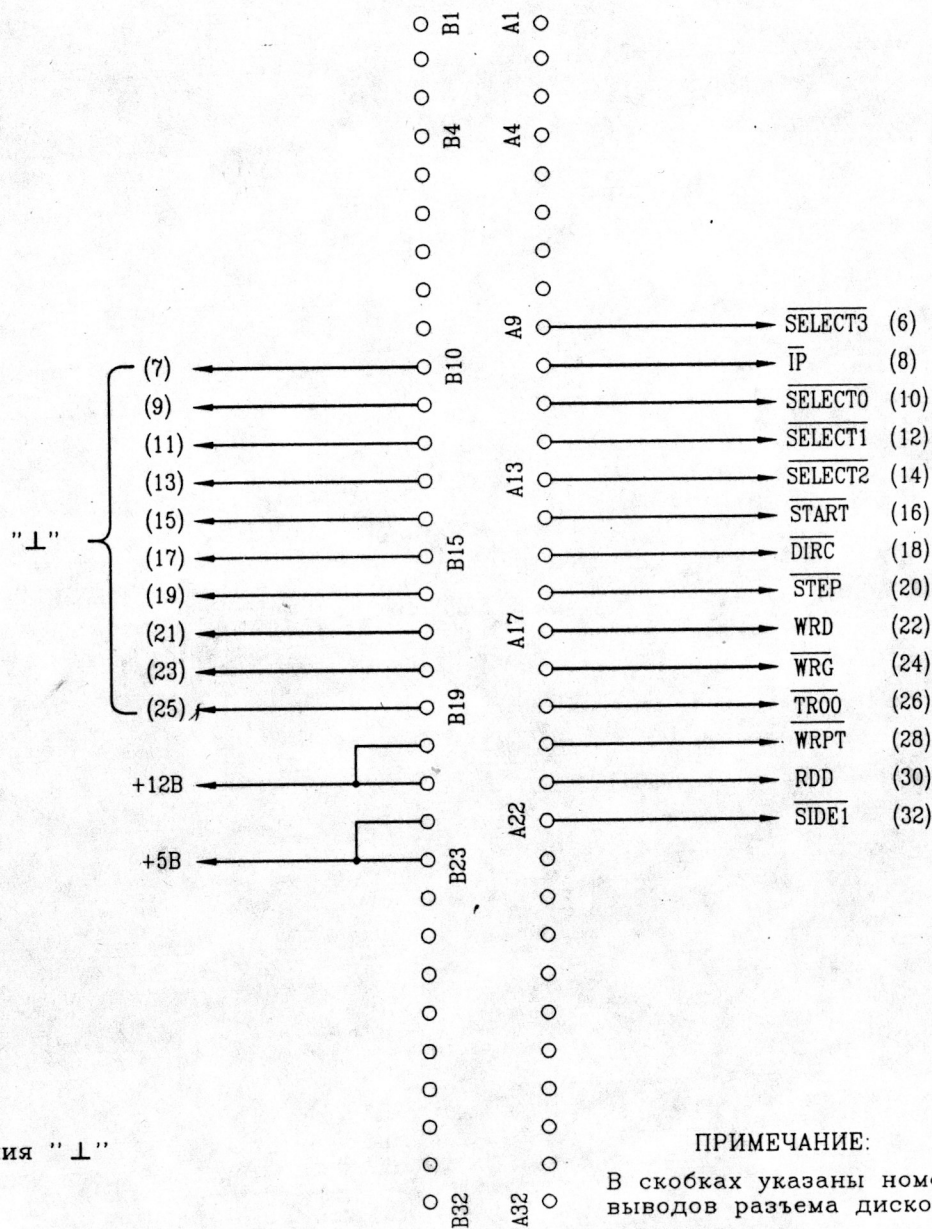 B1 A1
B4 A4
A9 SELECT3 (6)
(7) B10 IP (8)
(9) SELECT0 (10)
(11) SELECT1 (12)
(13) A13 SELECT2 (14)
(15) START (16)
"⊥" (17) B15 DIRC (18)
(19) STEP (20)
(21) A17 WRD (22)
(23) WRG (24)
(25) B19 TR00 (26)
WRPT (28)
+12В RDD (30)
A22 SIDE1 (32)
+5В B23
ия "⊥" ПРИМЕЧАНИЕ:
В скобках указаны
выводов разъема
B32 A32